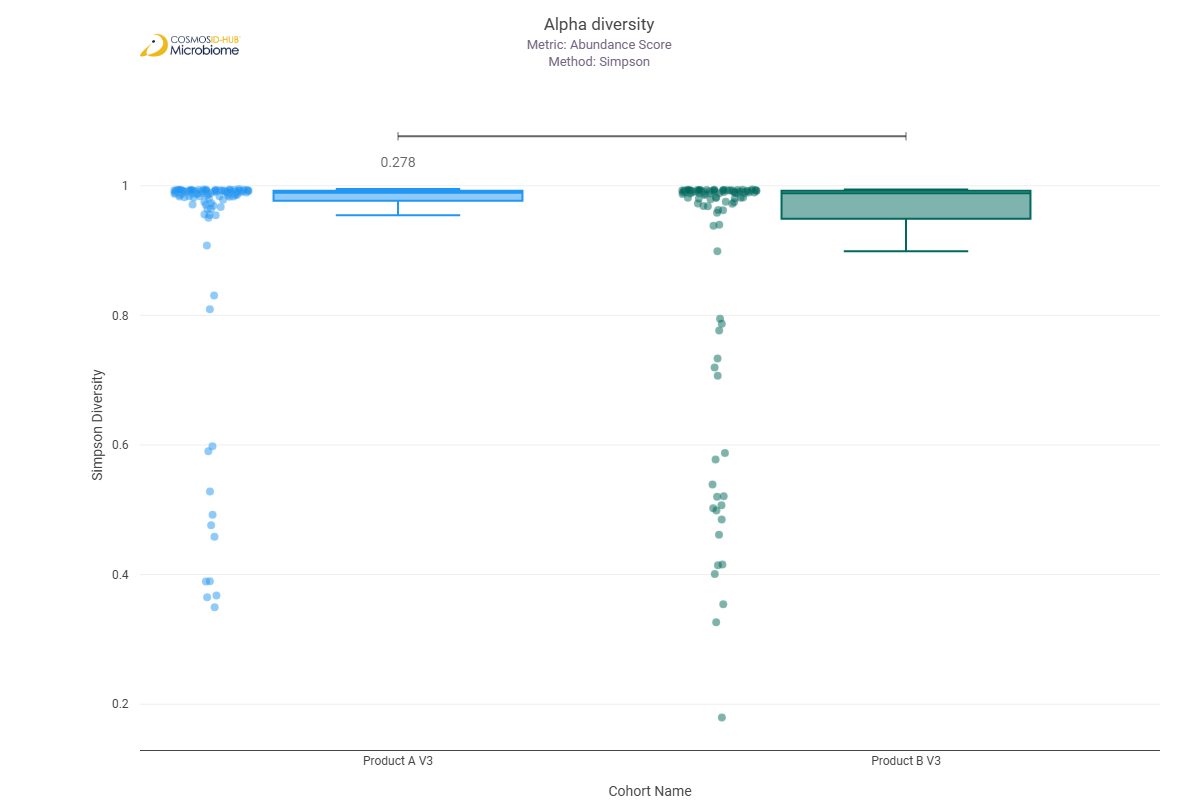 Alpha diversity
Metric: Abundance Score
Method: Simpson
COSMOSID-HUB
Microbiome
0.278
1
0.8
0.6
0.4
0.2
Simpson Diversity
Product A V3
Product B V3
Cohort Name